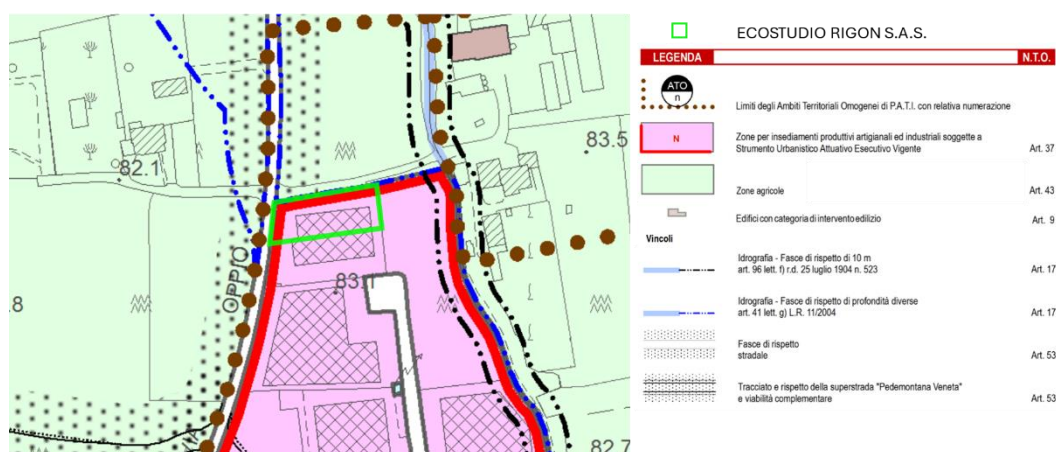 82.1
83.5
OPPIO
83.1
.8
VIA
82.7
ECOSTUDIO RIGON S.A.S.
LEGENDA N.T.O.
ATO
n
Limiti degli Ambiti Territoriali Omogenei di P.A.T.I. con relativa numerazione
N
Zone per insediamenti produttivi artigianali ed industriali soggette a
Strumento Urbanistico Attuativo Esecutivo Vigente Art. 37
Zone agricole Art. 43
Edifici con categoria di intervento edilizio Art. 9
Vincoli
Idrografia - Fasce di rispetto di 10 m
art. 96 lett. f) r.d. 25 luglio 1904 n. 523 Art. 17
Idrografia - Fasce di rispetto di profondità diverse
art. 41 lett. g) L.R. 11/2004 Art. 17
Fasce di rispetto
stradale Art. 53
Tracciato e rispetto della superstrada "Pedemontana Veneta"
e viabilità complementare Art. 53